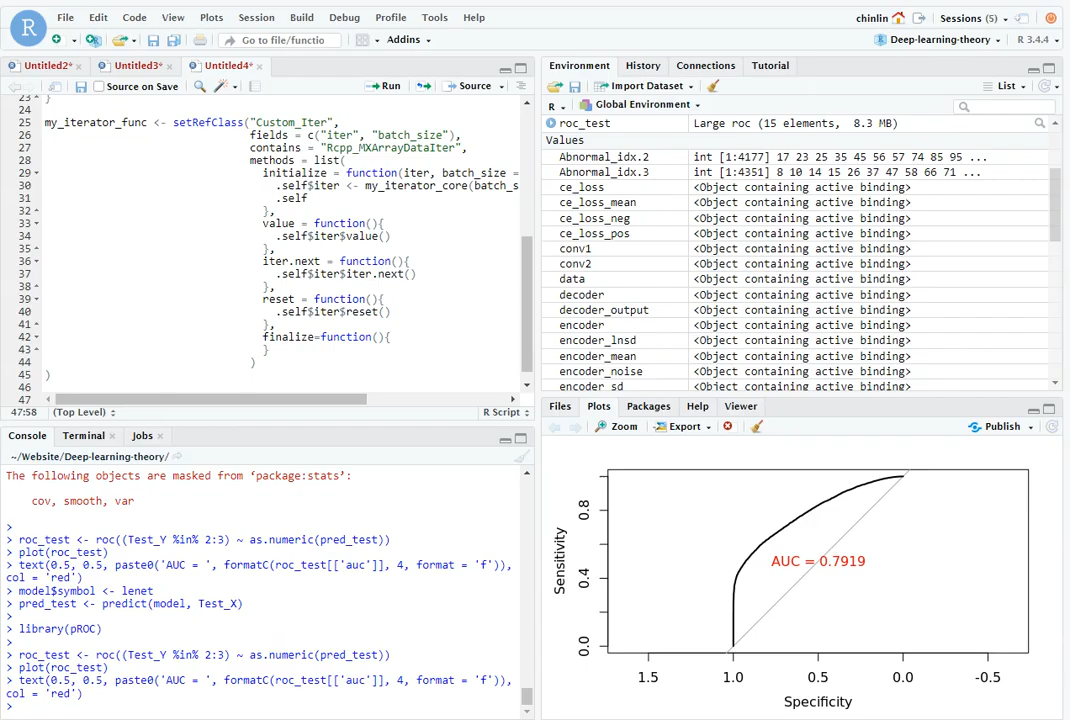 R File Edit Code View Plots Session Build Debug Profile Tools Help
chinlin Sessions (5)
Go to file/functio Addins
Deep-learning-theory R 3.4.4
Untitled2* Untitled3* Untitled4*
Source on Save Run Source
23 }
24
25 my_iterator_func <- setRefClass("Custom_Iter",
26 fields = c("iter", "batch_size"),
27 contains = "Rcpp_MXArrayDataIter",
28 methods = list(
29 initialize = function(iter, batch_size =
30 .self$iter <- my_iterator_core(batch_s
31 .self
32 },
33 value = function(){
34 .self$iter$value()
35 },
36 iter.next = function(){
37 .self$iter$iter.next()
38 },
39 reset = function(){
40 .self$iter$reset()
41 },
42 finalize=function(){
43 }
44 )
45 )
46
47
47:58 (Top Level) R Script
Console Terminal Jobs
~/Website/Deep-learning-theory/
The following objects are masked from ‘package:stats’:
cov, smooth, var
>
> roc_test <- roc((Test_Y %in% 2:3) ~ as.numeric(pred_test))
> plot(roc_test)
> text(0.5, 0.5, paste0('AUC = ', formatC(roc_test[['auc']], 4, format = 'f')),
col = 'red')
> model$symbol <- lenet
> pred_test <- predict(model, Test_X)
>
> library(pROC)
>
> roc_test <- roc((Test_Y %in% 2:3) ~ as.numeric(pred_test))
> plot(roc_test)
> text(0.5, 0.5, paste0('AUC = ', formatC(roc_test[['auc']], 4, format = 'f')),
col = 'red')
>
Environment History Connections Tutorial
Import Dataset List
R Global Environment
roc_test Large roc (15 elements, 8.3 MB)
Values
Abnormal_idx.2 int [1:4177] 17 23 25 35 45 56 57 74 85 95 ...
Abnormal_idx.3 int [1:4351] 8 10 14 15 26 37 47 58 66 71 ...
ce_loss <Object containing active binding>
ce_loss_mean <Object containing active binding>
ce_loss_neg <Object containing active binding>
ce_loss_pos <Object containing active binding>
conv1 <Object containing active binding>
conv2 <Object containing active binding>
data <Object containing active binding>
decoder <Object containing active binding>
decoder_output <Object containing active binding>
encoder <Object containing active binding>
encoder_lnsd <Object containing active binding>
encoder_mean <Object containing active binding>
encoder_noise <Object containing active binding>
encoder_sd <Object containing active binding>
Files Plots Packages Help Viewer
Zoom Export Publish
Sensitivity
0.8
0.4
0.0
AUC = 0.7919
1.5 1.0 0.5 0.0 -0.5
Specificity